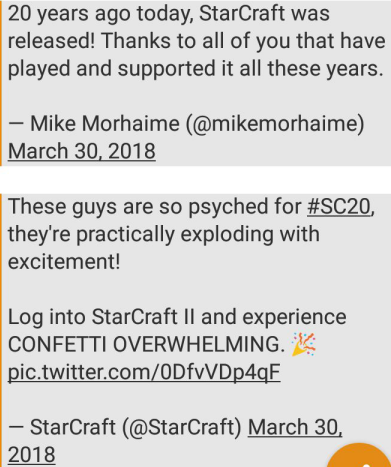 20 years ago today, StarCraft was
released! Thanks to all of you that have
played and supported it all these years.
— Mike Morhaime (@mikemorhaime)
March 30, 2018
These guys are so psyched for #SC20,
they're practically exploding with
excitement!
Log into StarCraft II and experience
CONFETTI OVERWHELMING. 🎉
pic.twitter.com/0DfvVDp4qF
— StarCraft (@StarCraft) March 30,
2018